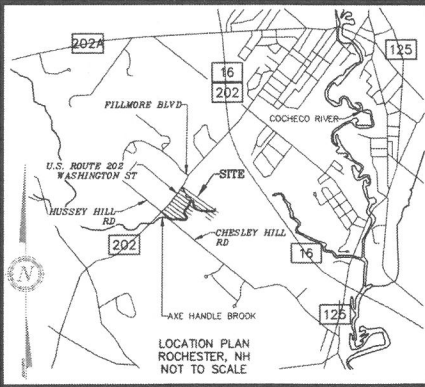 202A
125
16
202
FILLMORE BLVD
COCHECO RIVER
U.S. ROUTE 202
WASHINGTON ST
SITE
HUSSEY HILL
RD
CHESLEY HILL
RD
202
16
N
AXE HANDLE BROOK
125
LOCATION PLAN
ROCHESTER, NH
NOT TO SCALE